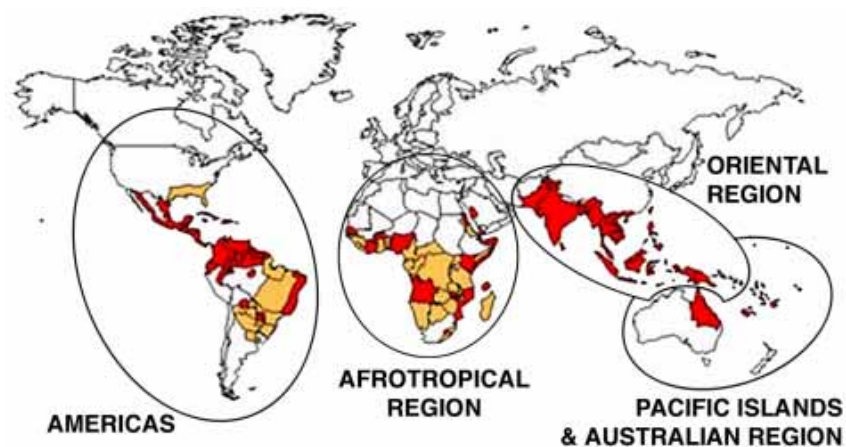 ORIENTAL
REGION
AFROTROPICAL
REGION
AMERICAS
PACIFIC ISLANDS
& AUSTRALIAN REGION